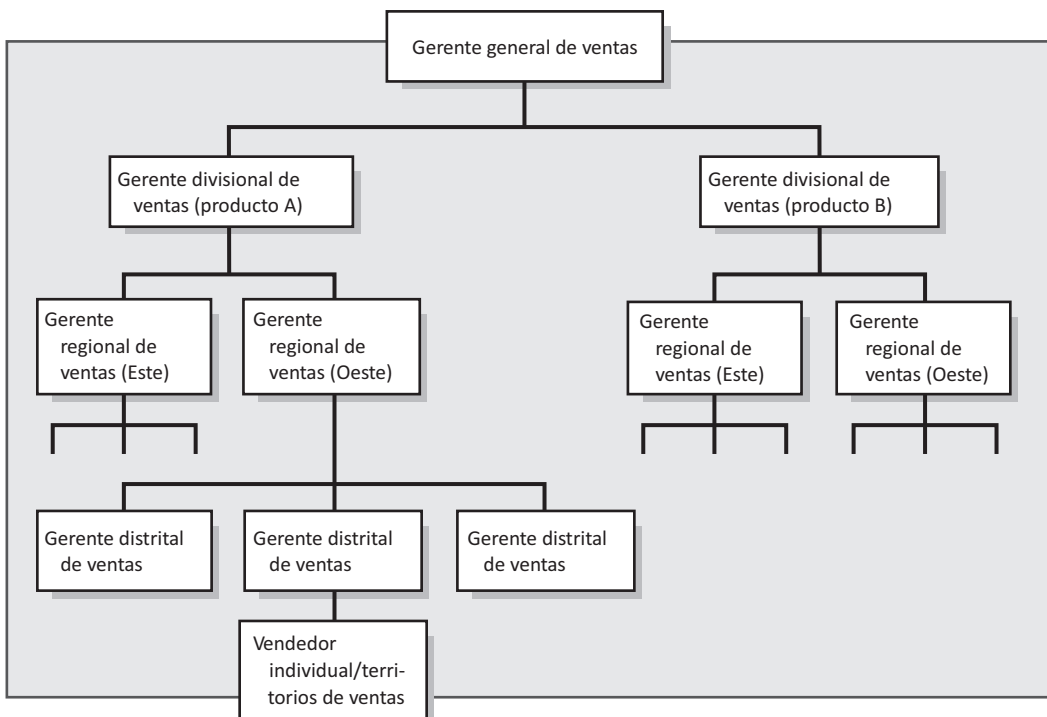 Gerente general de ventas
Gerente divisional de
ventas (producto A)
Gerente divisional de
ventas (producto B)
Gerente
regional de
ventas (Este)
Gerente
regional de
ventas (Oeste)
Gerente
regional de
ventas (Este)
Gerente
regional de
ventas (Oeste)
Gerente distrital
de ventas
Gerente distrital
de ventas
Gerente distrital
de ventas
Vendedor
individual/terri-
torios de ventas